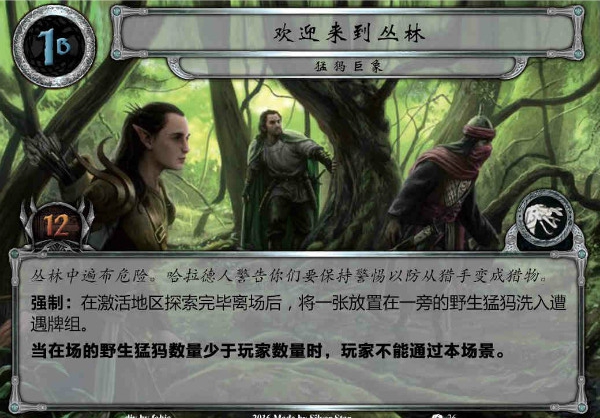 1B
欢迎来到丛林
猛犸巨象
12
丛林中遍布危险。哈拉德人警告你们要保持警惕以防从猎手变成猎物。
强制：在激活地区探索完毕离场后，将一张放置在一旁的野生猛犸洗入遭
遇牌组。
当在场的野生猛犸数量少于玩家数量时，玩家不能通过本场景。